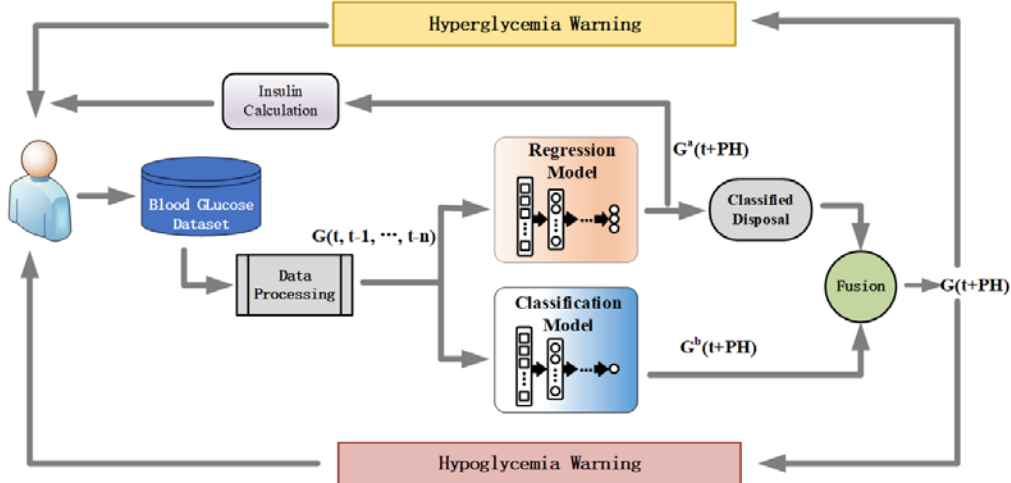 Hyperglycemia Warning
Insulin
Calculation
Regression
Model
G^a(t+PH)
Blood GLucose
Dataset
Classified
Disposal
G(t, t-1, ···, t-n)
Data
Processing
Fusion
G(t+PH)
Classification
Model
G^b(t+PH)
Hypoglycemia Warning